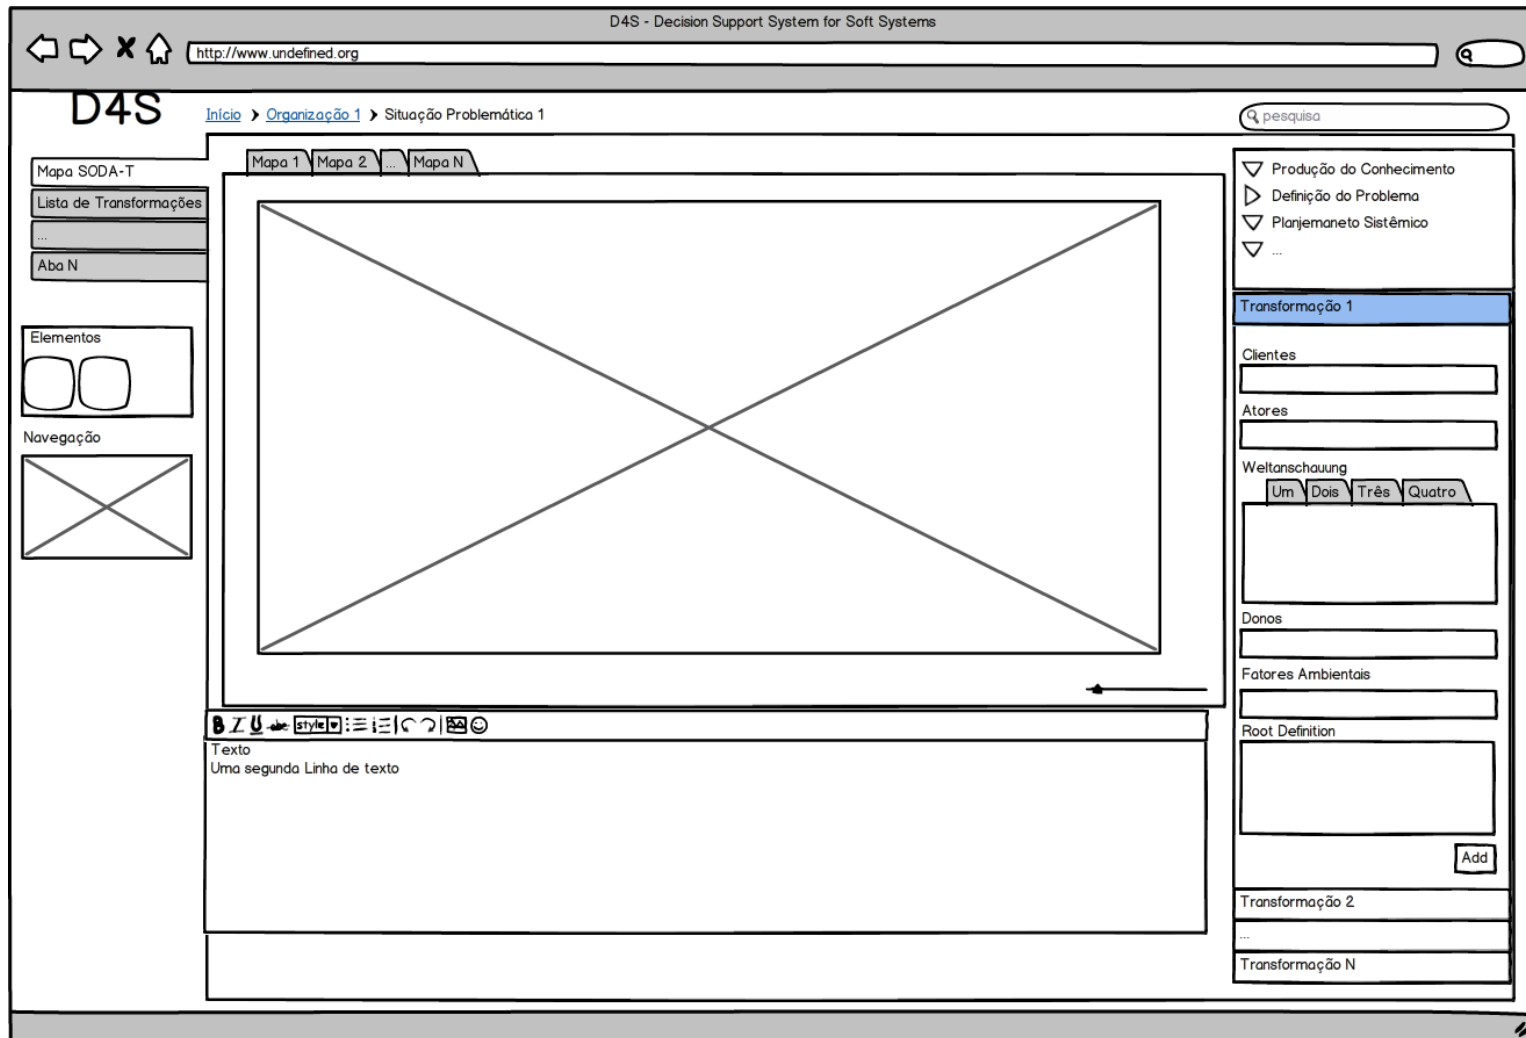 D4S - Decision Support System for Soft Systems
http://www.undefined.org
D4S
Início > Organização 1 > Situação Problemática 1
pesquisa
Mapa SODA-T
Lista de Transformações
...
Aba N
Elementos
Navegação
Mapa 1 Mapa 2 ... Mapa N
B I U abc style
Texto
Uma segunda Linha de texto
Produção do Conhecimento
Definição do Problema
Planjemaneto Sistêmico
...
Transformação 1
Clientes
Atores
Weltanschauung
Um Dois Três Quatro
Donos
Fatores Ambientais
Root Definition
Add
Transformação 2
...
Transformação N